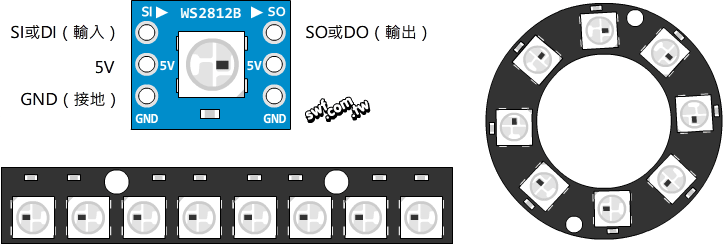 SI ▶ WS2812B ▶ SO
SI或DI（輸入）
SO或DO（輸出）
5V
5V
5V
GND（接地）
GND
GND
swf.com.tw